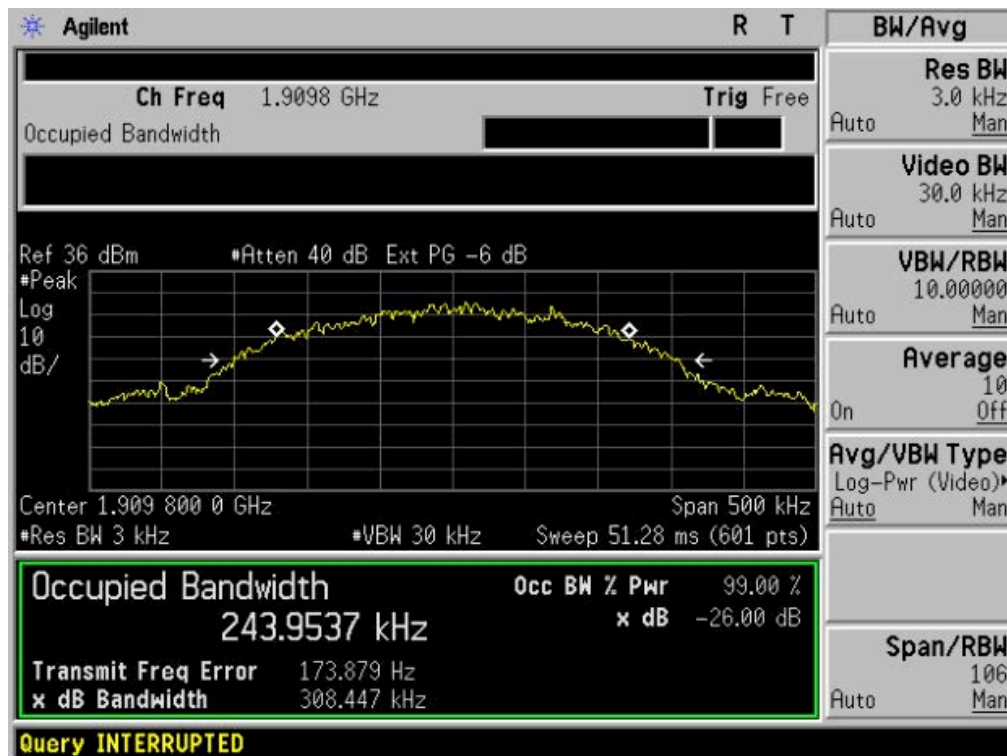 Agilent R T BW/Avg
Ch Freq 1.9098 GHz Trig Free
Occupied Bandwidth
Res BW
3.0 kHz
Auto Man
Video BW
30.0 kHz
Auto Man
VBW/RBW
10.00000
Auto Man
Average
10
On Off
Avg/VBW Type
Log-Pwr (Video)
Auto Man
Span/RBW
106
Auto Man
Ref 36 dBm #Atten 40 dB Ext PG -6 dB
#Peak
Log
10
dB/
Center 1.909 800 0 GHz Span 500 kHz
#Res BW 3 kHz #VBW 30 kHz Sweep 51.28 ms (601 pts)
Occupied Bandwidth
243.9537 kHz
Occ BW % Pwr 99.00 %
x dB -26.00 dB
Transmit Freq Error 173.879 Hz
x dB Bandwidth 308.447 kHz
Query INTERRUPTED